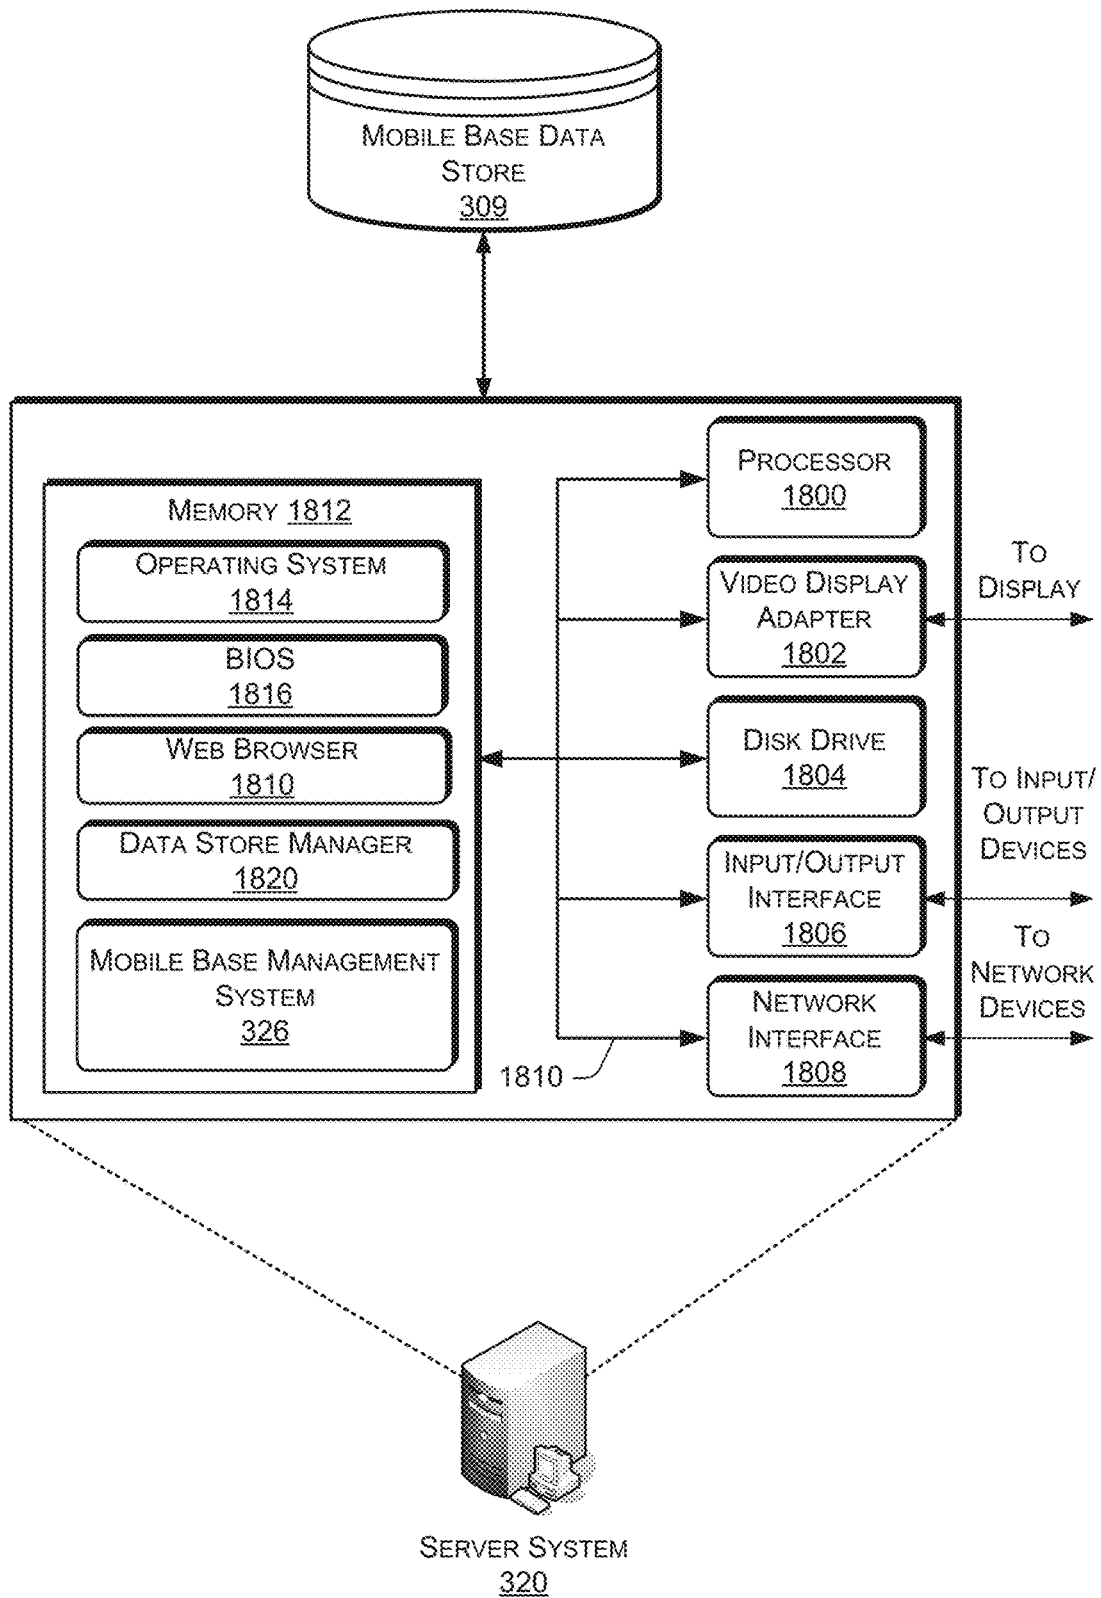 MOBILE BASE DATA
STORE
309
MEMORY 1812
OPERATING SYSTEM
1814
BIOS
1816
WEB BROWSER
1810
DATA STORE MANAGER
1820
MOBILE BASE MANAGEMENT
SYSTEM
326
PROCESSOR
1800
VIDEO DISPLAY
ADAPTER
1802
DISK DRIVE
1804
INPUT/OUTPUT
INTERFACE
1806
NETWORK
INTERFACE
1808
1810
TO
DISPLAY
TO INPUT/
OUTPUT
DEVICES
TO
NETWORK
DEVICES
SERVER SYSTEM
320